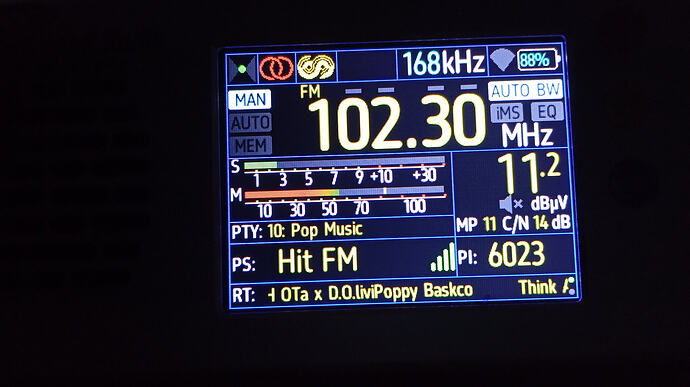 168kHz 88%
MAN FM AUTO BW
AUTO 102.30 iMS EQ
MEM MHz
S 1 3 5 7 9 +10 +30 11.2
M 10 30 50 70 100 dBµV
MP 11 C/N 14 dB
PTY: 10: Pop Music
PS: Hit FM PI: 6023
RT: OTa x D.O.liviPoppy Baskco Think